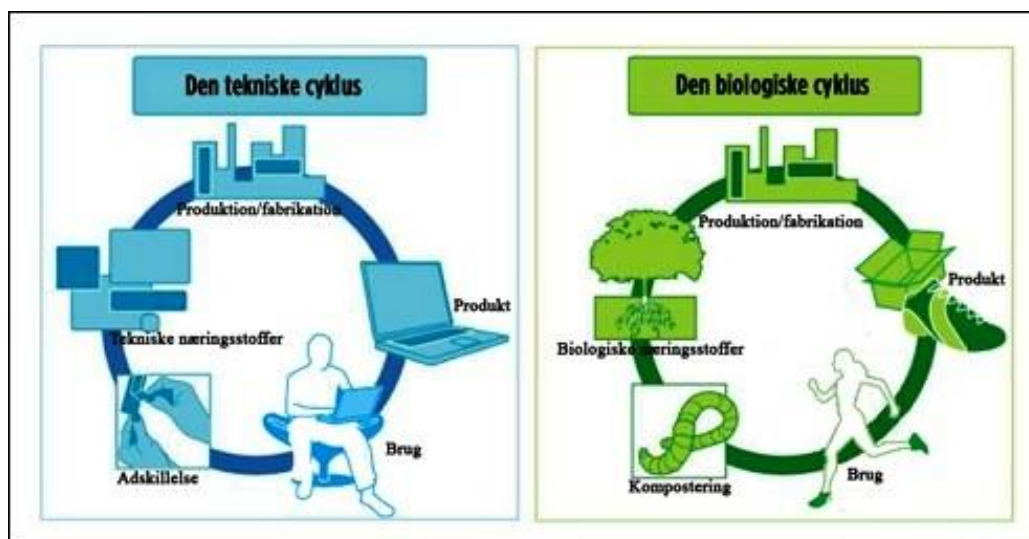 Den tekniske cyklus
Produktion/fabrikation
Produkt
Tekniske næringsstoffer
Brug
Adskillelse
Den biologiske cyklus
Produktion/fabrikation
Produkt
Biologiske næringsstoffer
Kompostering
Brug